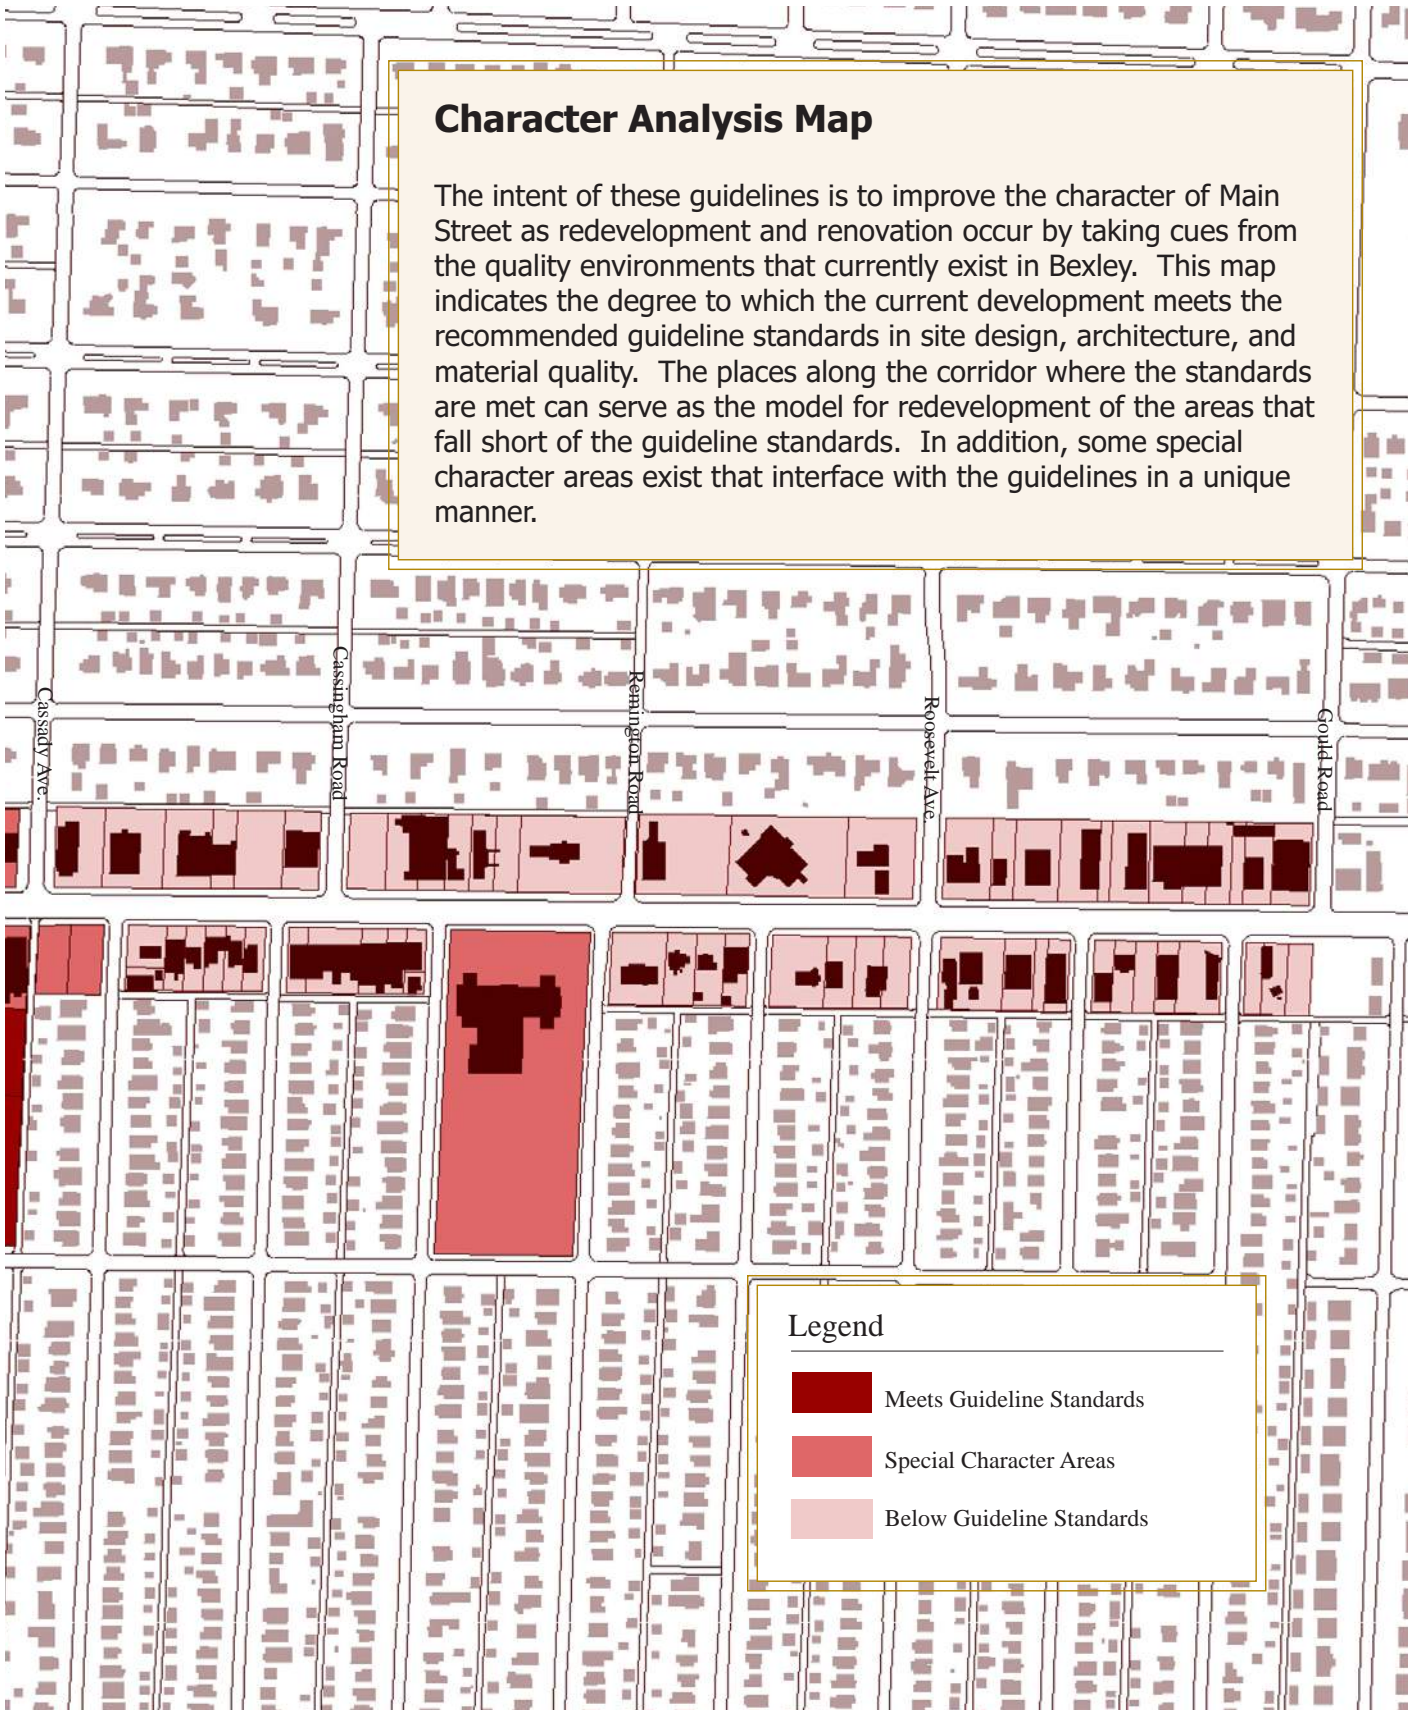 Character Analysis Map
The intent of these guidelines is to improve the character of Main
Street as redevelopment and renovation occur by taking cues from
the quality environments that currently exist in Bexley.  This map
indicates the degree to which the current development meets the
recommended guideline standards in site design, architecture, and
material quality.  The places along the corridor where the standards
are met can serve as the model for redevelopment of the areas that
fall short of the guideline standards.  In addition, some special
character areas exist that interface with the guidelines in a unique
manner.
Cassady Ave.
Cassingham Road
Remington Road
Roosevelt Ave.
Gould Road
Legend
Meets Guideline Standards
Special Character Areas
Below Guideline Standards